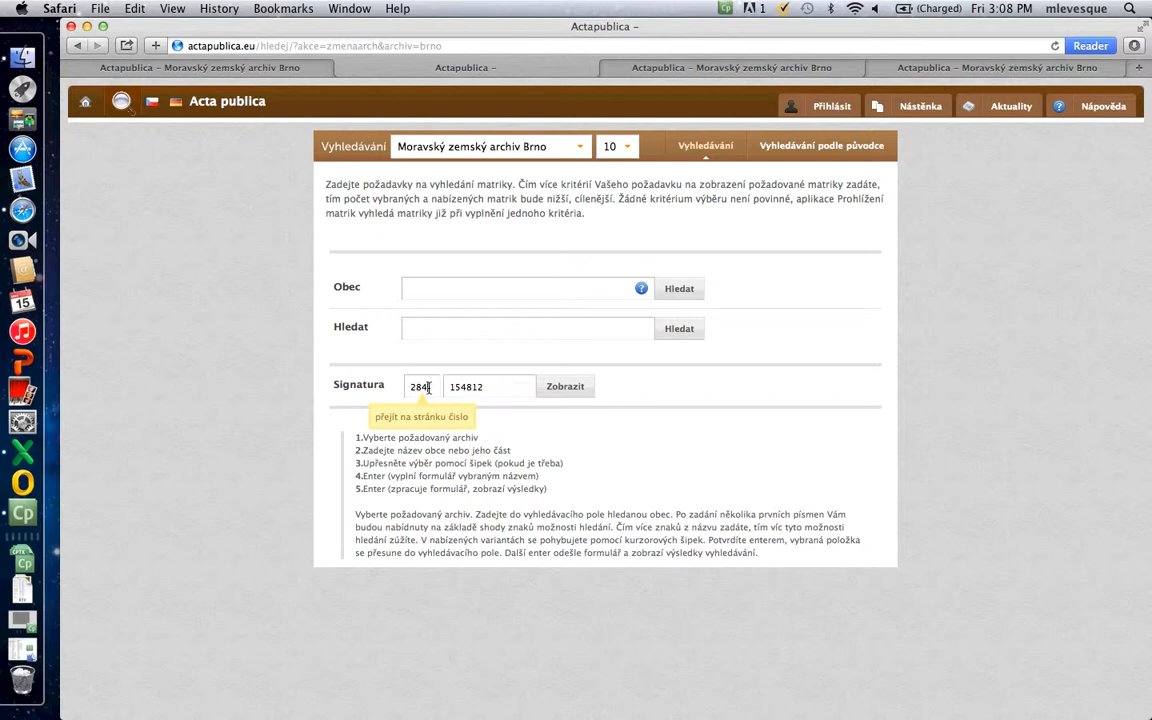 Safari File Edit View History Bookmarks Window Help
1 (Charged) Fri 3:08 PM mlevesque
Actapublica –
actapublica.eu/hledej/?akce=zmenaarch&archiv=brno
Reader
Actapublica – Moravský zemský archiv Brno
Actapublica –
Actapublica – Moravský zemský archiv Brno
Actapublica – Moravský zemský archiv Brno
Acta publica
Přihlásit
Nástěnka
Aktuality
? Nápověda
Vyhledávání Moravský zemský archiv Brno 10 Vyhledávání Vyhledávání podle původce
Zadejte požadavky na vyhledání matriky. Čím více kritérií Vašeho požadavku na zobrazení požadované matriky zadáte,
tím počet vybraných a nabízených matrik bude nižší, cílenější. Žádné kritérium výběru není povinné, aplikace Prohlížení
matrik vyhledá matriky již při vyplnění jednoho kritéria.
Obec ? Hledat
Hledat Hledat
Signatura 284 154812 Zobrazit
přejít na stránku čislo
1.Vyberte požadovaný archiv
2.Zadejte název obce nebo jeho část
3.Upřesněte výběr pomocí šipek (pokud je třeba)
4.Enter (vyplní formulář vybraným názvem)
5.Enter (zpracuje formulář, zobrazí výsledky)
Vyberte požadovaný archiv. Zadejte do vyhledávacího pole hledanou obec. Po zadání několika prvních písmen Vám
budou nabídnuty na základě shody znaků možnosti hledání. Čím více znaků z názvu zadáte, tím víc tyto možnosti
hledání zúžíte. V nabízených variantách se pohybujete pomocí kurzorových šipek. Potvrdíte enterem, vybraná položka
se přesune do vyhledávacího pole. Další enter odešle formulář a zobrazí výsledky vyhledávání.
15
Cp